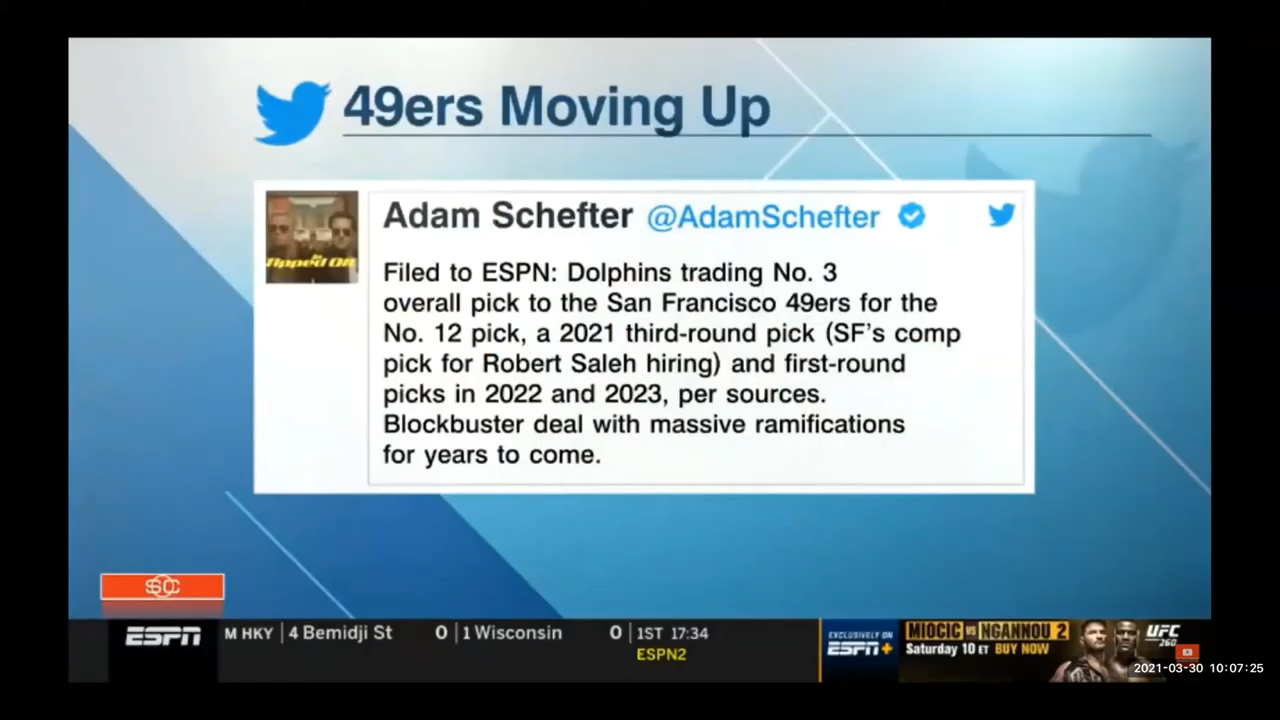 49ers Moving Up
Adam Schefter @AdamSchefter
Tipped Off
Filed to ESPN: Dolphins trading No. 3
overall pick to the San Francisco 49ers for the
No. 12 pick, a 2021 third-round pick (SF's comp
pick for Robert Saleh hiring) and first-round
picks in 2022 and 2023, per sources.
Blockbuster deal with massive ramifications
for years to come.
SC
ESPN
M HKY 4 Bemidji St 0 1 Wisconsin 0 1ST 17:34
ESPN2
EXCLUSIVELY ON
ESPN+
MIOCIC VS NGANNOU 2
Saturday 10 ET BUY NOW
UFC
260
2021-03-30 10:07:25